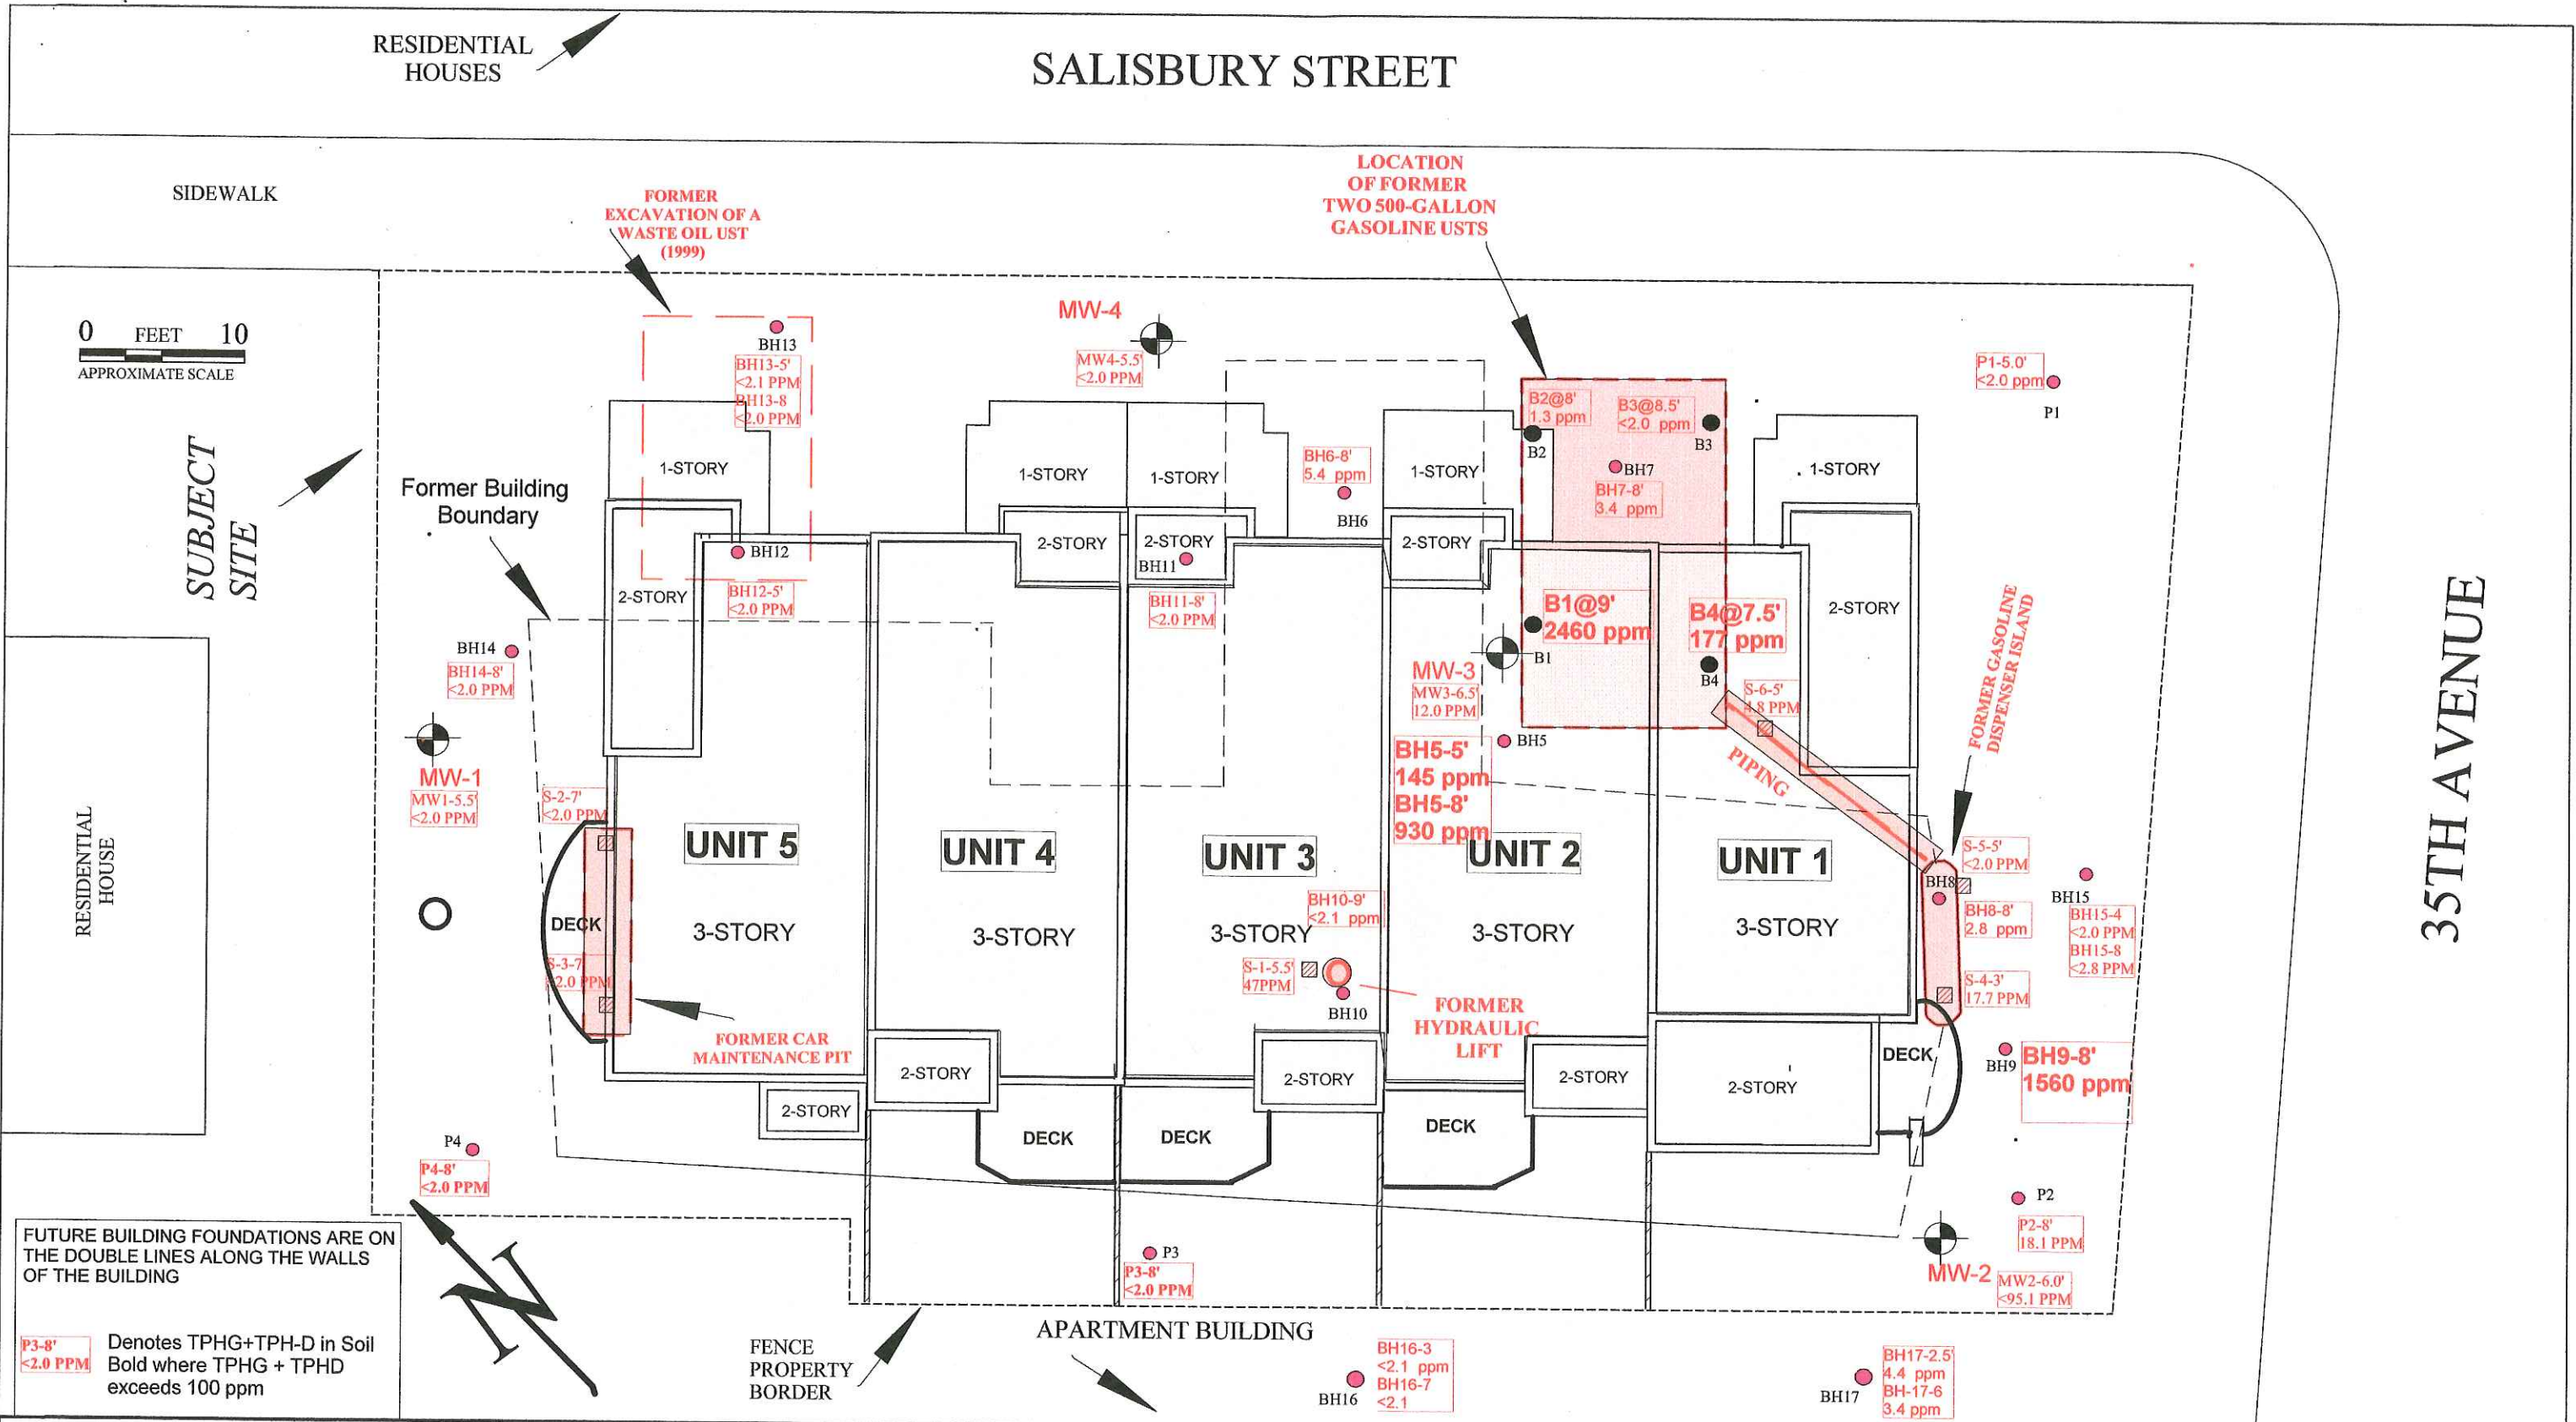 RESIDENTIAL
HOUSES
SALISBURY STREET
SIDEWALK
FORMER
EXCAVATION OF A
WASTE OIL UST
(1999)
LOCATION
OF FORMER
TWO 500-GALLON
GASOLINE USTS
0 FEET 10
APPROXIMATE SCALE
SUBJECT
SITE
BH13
BH13-5'
<2.1 PPM
BH13-8
<2.0 PPM
MW-4
MW4-5.5'
<2.0 PPM
P1-5.0'
<2.0 ppm
P1
B2@8'
1.3 ppm
B2
B3@8.5'
<2.0 ppm
B3
BH7
BH7-8'
3.4 ppm
BH6-8'
5.4 ppm
BH6
1-STORY
1-STORY
1-STORY
1-STORY
1-STORY
Former Building
Boundary
2-STORY
2-STORY
2-STORY
2-STORY
2-STORY
BH12
BH12-5'
<2.0 PPM
BH11
BH11-8'
<2.0 PPM
B1@9'
2460 ppm
B1
B4@7.5'
177 ppm
B4
BH14
BH14-8'
<2.0 PPM
MW-3
MW3-6.5'
12.0 PPM
S-6-5'
4.8 PPM
PIPING
FORMER GASOLINE
DISPENSER ISLAND
35TH AVENUE
BH5
BH5-5'
145 ppm
BH5-8'
930 ppm
MW-1
MW1-5.5'
<2.0 PPM
S-2-7'
<2.0 PPM
RESIDENTIAL
HOUSE
UNIT 5
UNIT 4
UNIT 3
UNIT 2
UNIT 1
3-STORY
3-STORY
3-STORY
3-STORY
3-STORY
DECK
S-3-7'
<2.0 PPM
BH10-9'
<2.1 ppm
S-1-5.5'
47PPM
BH10
FORMER
HYDRAULIC
LIFT
FORMER CAR
MAINTENANCE PIT
S-5-5'
<2.0 PPM
BH8
BH8-8'
2.8 ppm
S-4-3'
17.7 PPM
BH15
BH15-4
<2.0 PPM
BH15-8
<2.8 PPM
BH9
BH9-8'
1560 ppm
DECK
2-STORY
2-STORY
2-STORY
2-STORY
2-STORY
DECK
DECK
DECK
P4
P4-8'
<2.0 PPM
P3
P3-8'
<2.0 PPM
P2
P2-8'
18.1 PPM
MW-2
MW2-6.0'
<95.1 PPM
FUTURE BUILDING FOUNDATIONS ARE ON
THE DOUBLE LINES ALONG THE WALLS
OF THE BUILDING
P3-8'
<2.0 PPM
Denotes TPHG+TPH-D in Soil
Bold where TPHG + TPHD
exceeds 100 ppm
N
FENCE
PROPERTY
BORDER
APARTMENT BUILDING
BH16
BH16-3
<2.1 ppm
BH16-7
<2.1
BH17
BH17-2.5'
4.4 ppm
BH-17-6
3.4 ppm